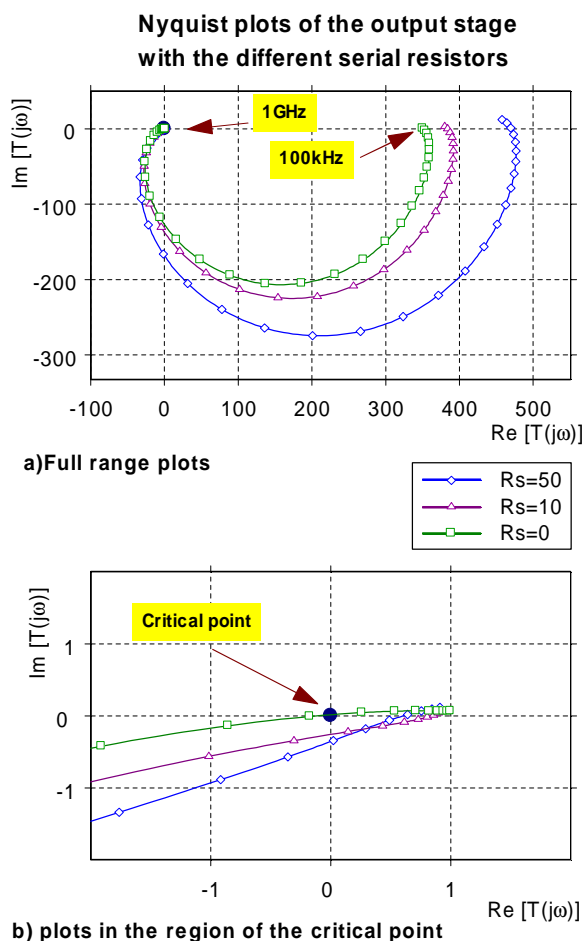 Nyquist plots of the output stage
with the different serial resistors
Im [T(jω)]
0
-100
-200
-300
1GHz
100kHz
-100 0 100 200 300 400 500
Re [T(jω)]
a)Full range plots
Rs=50
Rs=10
Rs=0
Im [T(jω)]
1
0
-1
Critical point
-1 0 1
Re [T(jω)]
b) plots in the region of the critical point